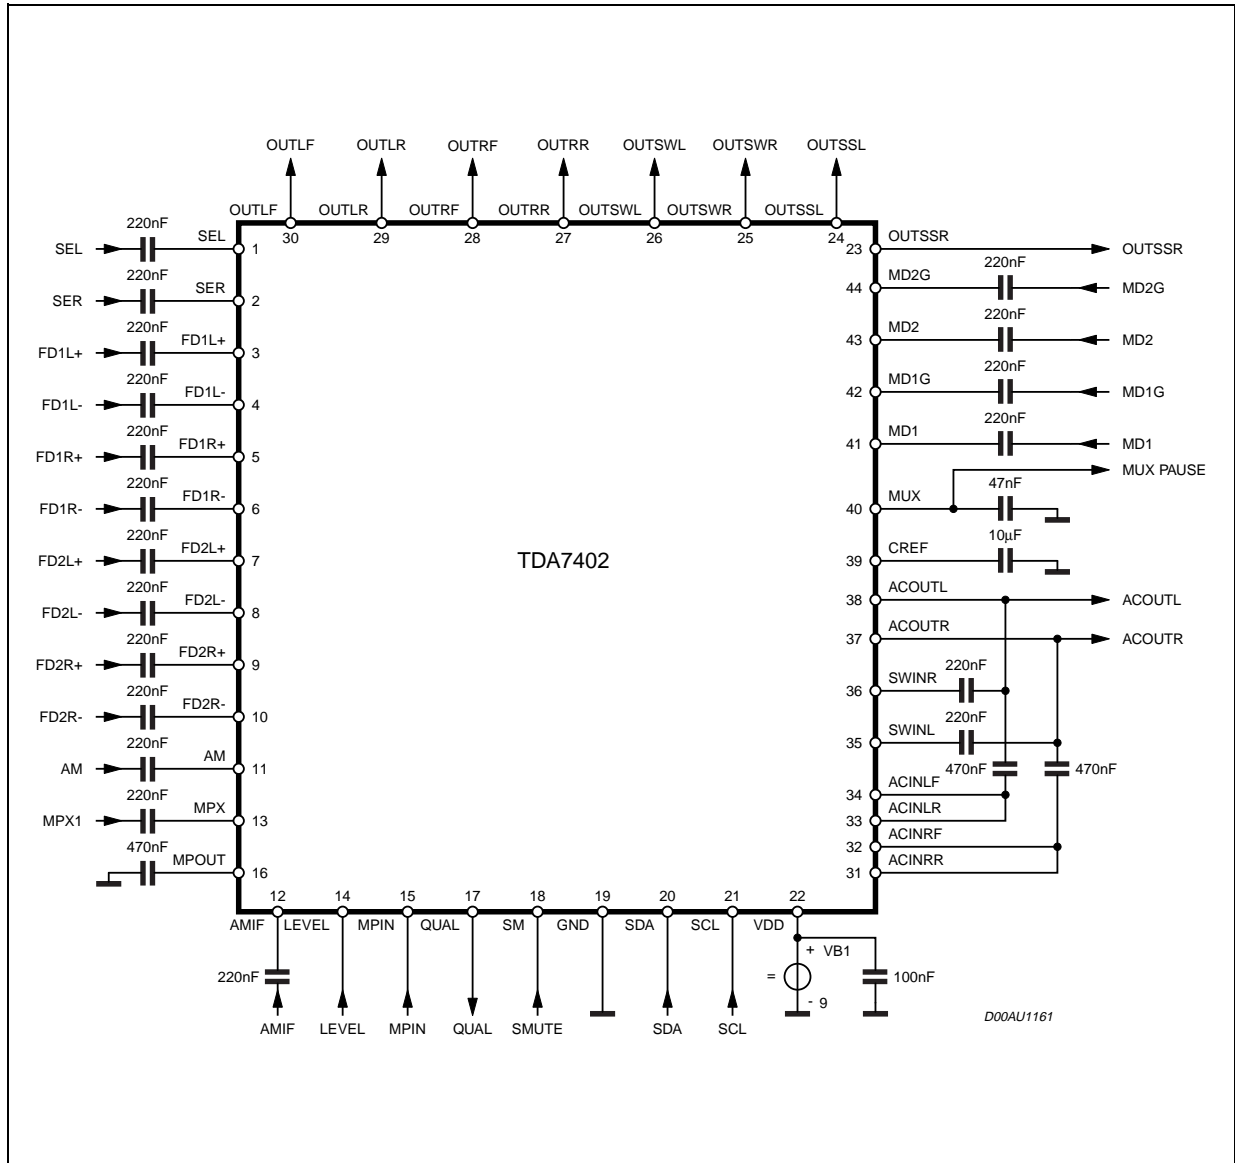 OUTLF OUTLR OUTRF OUTRR OUTSWL OUTSWR OUTSSL
OUTLF OUTLR OUTRF OUTRR OUTSWL OUTSWR OUTSSL
30 29 28 27 26 25 24
SEL 220nF SEL 1
SER 220nF SER 2
FD1L+ 220nF FD1L+ 3
FD1L- 220nF FD1L- 4
FD1R+ 220nF FD1R+ 5
FD1R- 220nF FD1R- 6
FD2L+ 220nF FD2L+ 7
FD2L- 220nF FD2L- 8
FD2R+ 220nF FD2R+ 9
FD2R- 220nF FD2R- 10
AM 220nF AM 11
MPX1 220nF MPX 13
470nF MPOUT 16
TDA7402
23 OUTSSR OUTSSR
44 MD2G 220nF MD2G
43 MD2 220nF MD2
42 MD1G 220nF MD1G
41 MD1 220nF MD1
MUX PAUSE
40 MUX 47nF
39 CREF 10µF
38 ACOUTL ACOUTL
37 ACOUTR ACOUTR
36 SWINR 220nF
35 SWINL 220nF
470nF 470nF
34 ACINLF
33 ACINLR
32 ACINRF
31 ACINRR
12 14 15 17 18 19 20 21 22
AMIF LEVEL MPIN QUAL SM GND SDA SCL VDD
220nF = + VB1 - 9 100nF
AMIF LEVEL MPIN QUAL SMUTE SDA SCL
D00AU1161